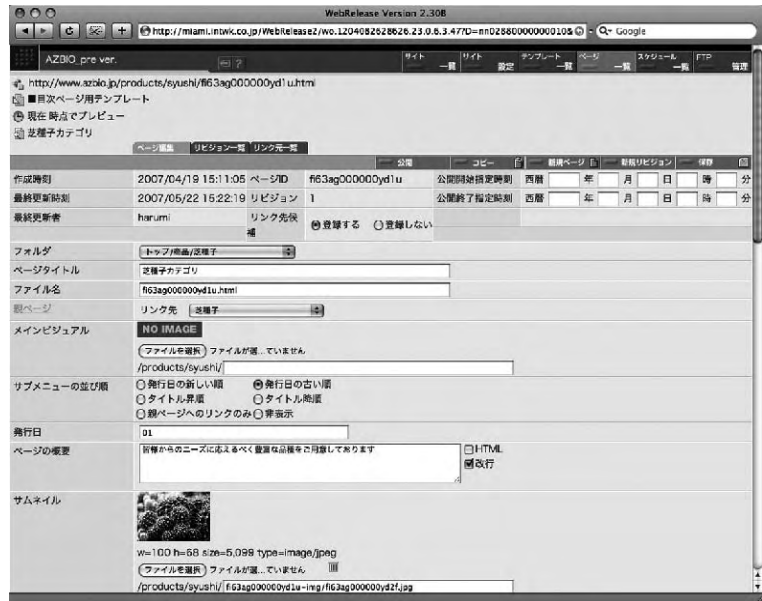 WebRelease Version 2.30B
http://miami.intwk.co.jp/WebRelease2/wo.1204082628626.23.0.6.3.47?D=nn02880000000010& Google
AZBIO_pre ver.
サイト 一覧 サイト 設定 テンプレート 一覧 ページ 一覧 スケジュール 一覧 FTP 管理
http://www.azbio.jp/products/syushi/fi63ag000000yd1u.html
■目次ページ用テンプレート
現在 時点でプレビュー
芝種子カテゴリ
ページ編集 リビジョン一覧 リンク元一覧
公開 コピー 新規ページ 新規リビジョン 保存
作成時刻 2007/04/19 15:11:05 ページID fi63ag000000yd1u 公開開始指定時刻 西暦 年 月 日 時 分
最終更新時刻 2007/05/22 15:22:19 リビジョン 1 公開終了指定時刻 西暦 年 月 日 時 分
最終更新者 harumi リンク先候補 登録する 登録しない
フォルダ トップ/商品/芝種子
ページタイトル 芝種子カテゴリ
ファイル名 fi63ag000000yd1u.html
親ページ リンク先 芝種子
メインビジュアル NO IMAGE
ファイルを選択 ファイルが選...ていません
/products/syushi/
サブメニューの並び順 発行日の新しい順 発行日の古い順
タイトル昇順 タイトル降順
親ページへのリンクのみ 非表示
発行日 01
ページの概要 皆様からのニーズに応えるべく豊富な品種をご用意しております HTML
改行
サムネイル
w=100 h=68 size=5,099 type=image/jpeg
ファイルを選択 ファイルが選...ていません
/products/syushi/ fi63ag000000yd1u-img/fi63ag000000yd2f.jpg